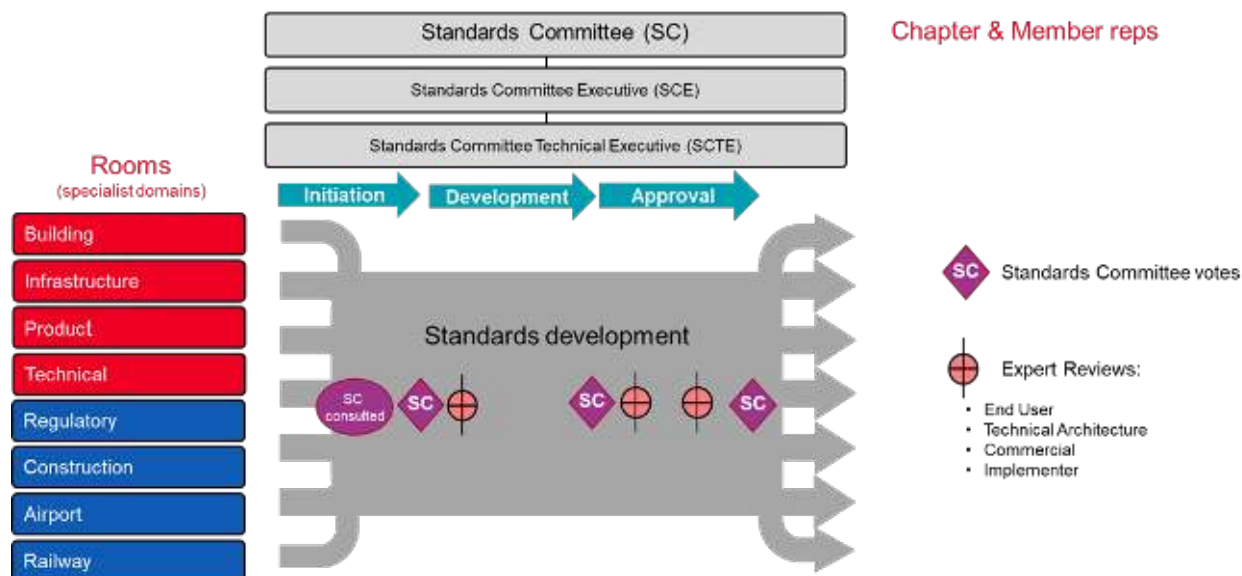 Standards Committee (SC)
Chapter & Member reps
Standards Committee Executive (SCE)
Standards Committee Technical Executive (SCTE)
Rooms
(specialist domains)
Initiation
Development
Approval
Building
Infrastructure
Product
Technical
Regulatory
Construction
Airport
Railway
Standards development
SC
consulted
SC
SC
SC
SC
Standards Committee votes
Expert Reviews:
• End User
• Technical Architecture
• Commercial
• Implementer